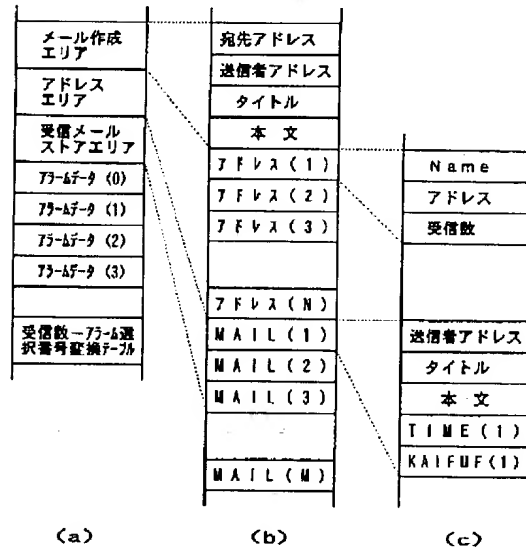 メール作成
エリア
アドレス
エリア
受信メール
ストアエリア
アラームデータ (0)
アラームデータ (1)
アラームデータ (2)
アラームデータ (3)
受信数－アラーム選
択番号変換テーブル
(a)
宛先アドレス
送信者アドレス
タイトル
本 文
アドレス(1)
アドレス(2)
アドレス(3)
アドレス(N)
MAIL(1)
MAIL(2)
MAIL(3)
MAIL(M)
(b)
Name
アドレス
受信数
送信者アドレス
タイトル
本 文
TIME(1)
KAIFUF(1)
(c)